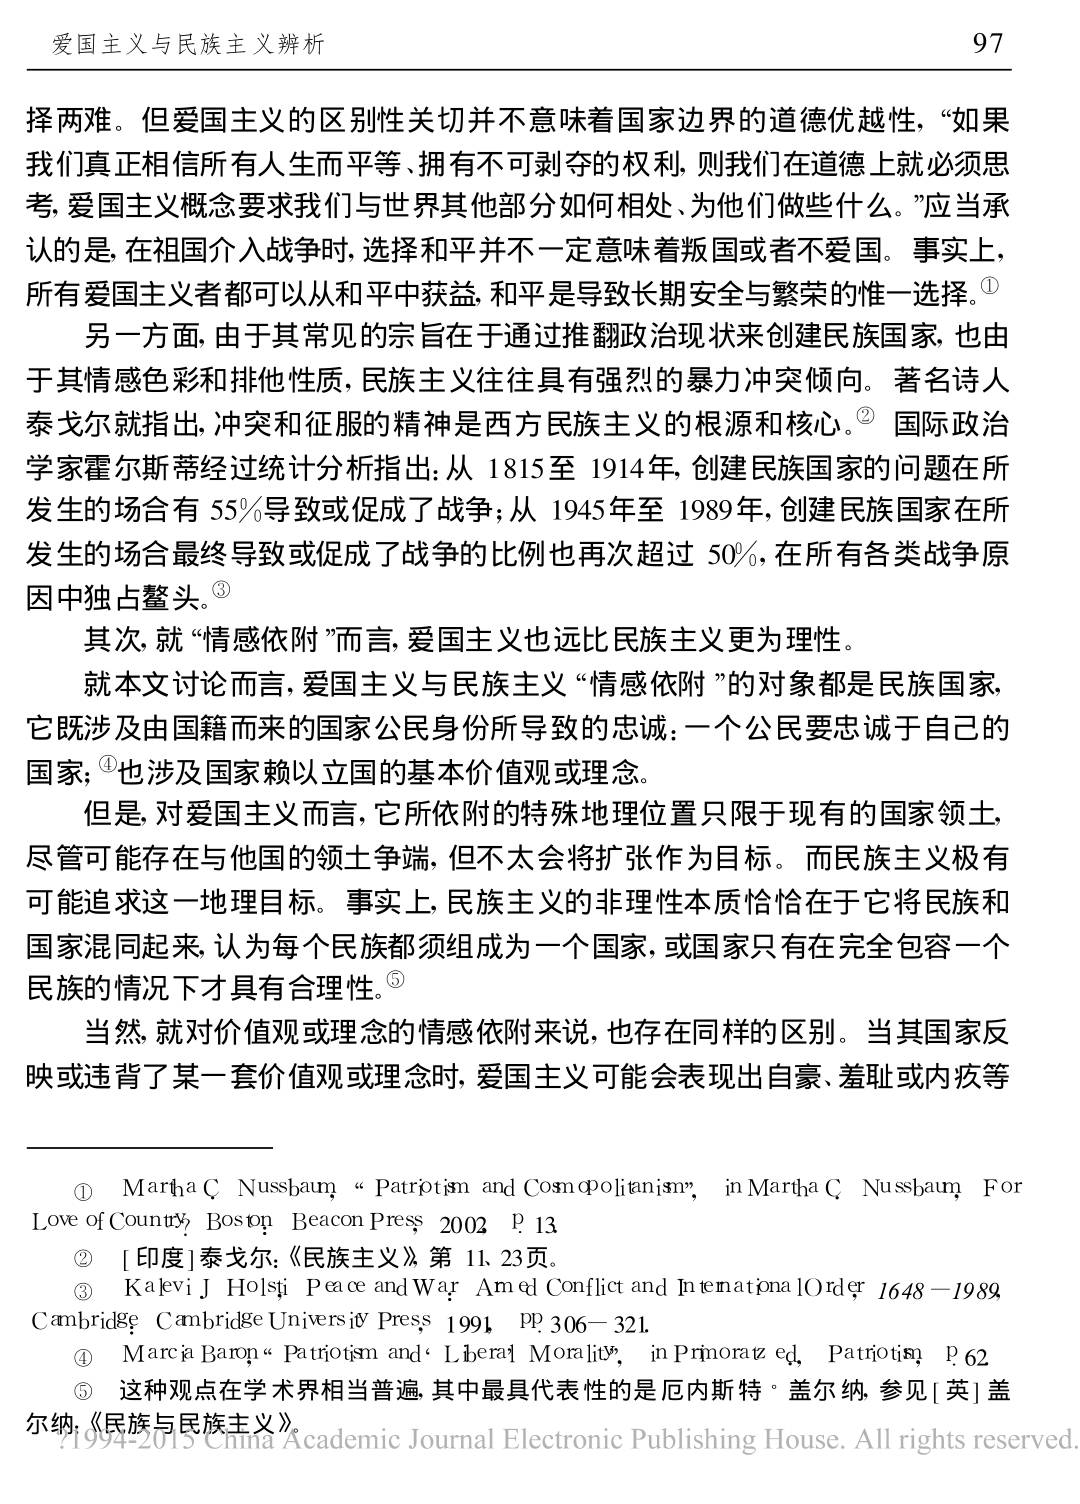 爱国主义与民族主义辨析 97
择两难。但爱国主义的区别性关切并不意味着国家边界的道德优越性，“如果
我们真正相信所有人生而平等、拥有不可剥夺的权利，则我们在道德上就必须思
考，爱国主义概念要求我们与世界其他部分如何相处、为他们做些什么。”应当承
认的是，在祖国介入战争时，选择和平并不一定意味着叛国或者不爱国。事实上，
所有爱国主义者都可以从和平中获益，和平是导致长期安全与繁荣的惟一选择。①
另一方面，由于其常见的宗旨在于通过推翻政治现状来创建民族国家，也由
于其情感色彩和排他性质，民族主义往往具有强烈的暴力冲突倾向。著名诗人
泰戈尔就指出，冲突和征服的精神是西方民族主义的根源和核心。② 国际政治
学家霍尔斯蒂经过统计分析指出：从 1815至 1914年，创建民族国家的问题在所
发生的场合有 55%导致或促成了战争；从 1945年至 1989年，创建民族国家在所
发生的场合最终导致或促成了战争的比例也再次超过 50%，在所有各类战争原
因中独占鳌头。③
其次，就“情感依附”而言，爱国主义也远比民族主义更为理性。
就本文讨论而言，爱国主义与民族主义“情感依附”的对象都是民族国家，
它既涉及由国籍而来的国家公民身份所导致的忠诚：一个公民要忠诚于自己的
国家；④也涉及国家赖以立国的基本价值观或理念。
但是，对爱国主义而言，它所依附的特殊地理位置只限于现有的国家领土，
尽管可能存在与他国的领土争端，但不太会将扩张作为目标。而民族主义极有
可能追求这一地理目标。事实上，民族主义的非理性本质恰恰在于它将民族和
国家混同起来，认为每个民族都须组成为一个国家，或国家只有在完全包容一个
民族的情况下才具有合理性。⑤
当然，就对价值观或理念的情感依附来说，也存在同样的区别。当其国家反
映或违背了某一套价值观或理念时，爱国主义可能会表现出自豪、羞耻或内疚等
① Martha C. Nussbaum, “Patriotism and Cosmopolitanism”, in Martha C. Nussbaum, For
Love of Country? Boston: Beacon Press, 2002, p. 13.
② [印度]泰戈尔：《民族主义》，第 11、23页。
③ Kalevi J. Holsti, Peace and War: Armed Conflict and International Order, 1648—1989,
Cambridge: Cambridge University Press, 1991, pp. 306—321.
④ Marcia Baron, “Patriotism and ‘Liberal’ Morality”, in Primoratz ed., Patriotism, p. 62.
⑤ 这种观点在学术界相当普遍，其中最具代表性的是厄内斯特·盖尔纳，参见[英]盖
尔纳：《民族与民族主义》。
?1994-2015 China Academic Journal Electronic Publishing House. All rights reserved.